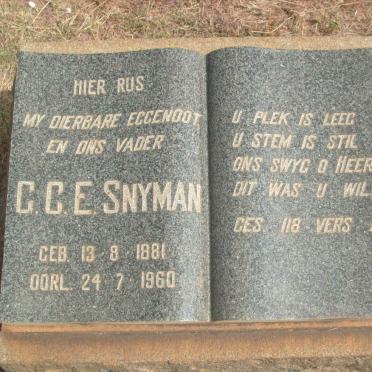 HIER RUS
MY DIERBARE EGGENOOT
EN ONS VADER
C.C.E. SNYMAN
GEB. 13 8 1881
OORL. 24 7 1960
U PLEK IS LEEG
U STEM IS STIL
ONS SWYG O HEER
DIT WAS U WIL
GES. 118 VERS